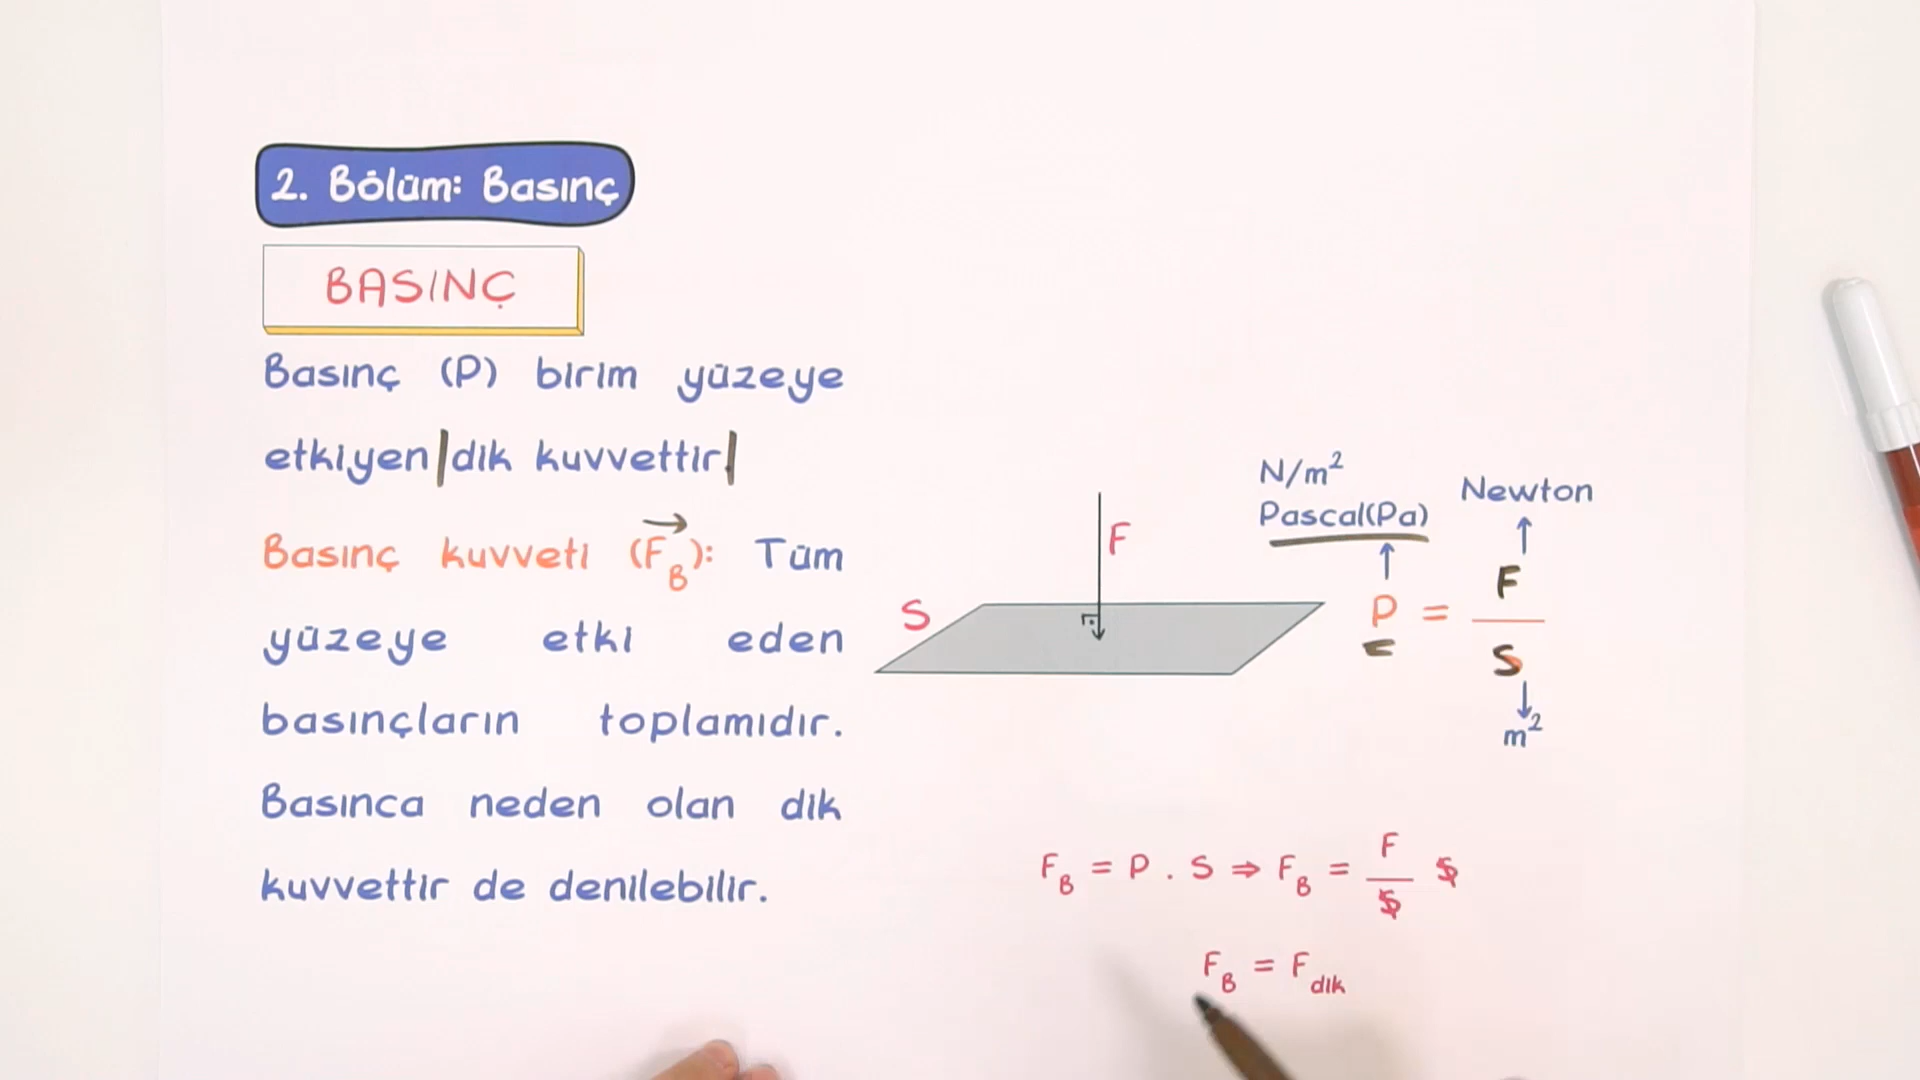 2. Bölüm: Basınç
BASINÇ
Basınç (P) birim yüzeye
etkiyen dik kuvvettir
Basınç kuvveti (F_B): Tüm
yüzeye etki eden
basınçların toplamıdır.
Basınca neden olan dik
kuvvettir de denilebilir.
F
S
N/m²
Pascal(Pa)
Newton
P = F / S
m²
F_B = P . S ⇒ F_B = F / S S
F_B = F_dik